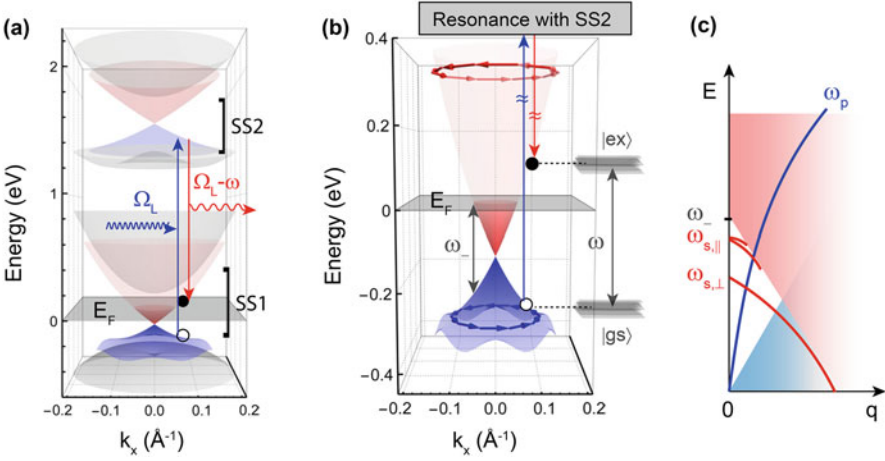 (a)
2
1
0
Energy (eV)
SS2
Ω_L
Ω_L-ω
SS1
E_F
−0.2 −0.1 0.0 0.1 0.2
k_x (Å⁻¹)
(b)
Resonance with SS2
0.4
0.2
0
−0.2
−0.4
Energy (eV)
|ex⟩
E_F
ω_−
ω
|gs⟩
−0.2 −0.1 0.0 0.1 0.2
k_x (Å⁻¹)
(c)
E
ω_p
ω_−
ω_s,∥
ω_s,⊥
0
q